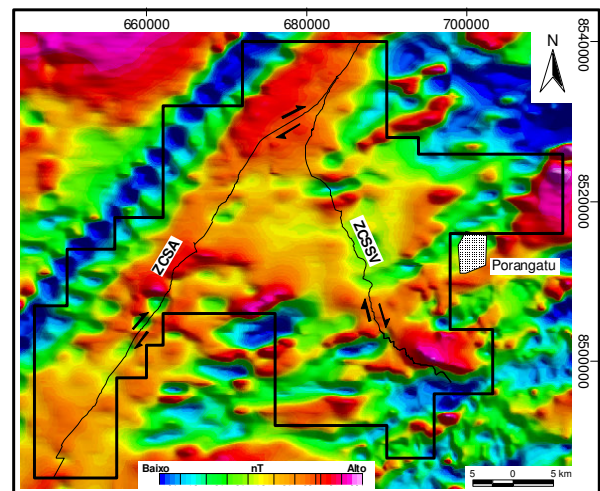 660000 680000 700000
8540000
N
8520000
ZCSA
ZCSSV
Porangatu
8500000
Baixo nT Alto
5 0 5 km